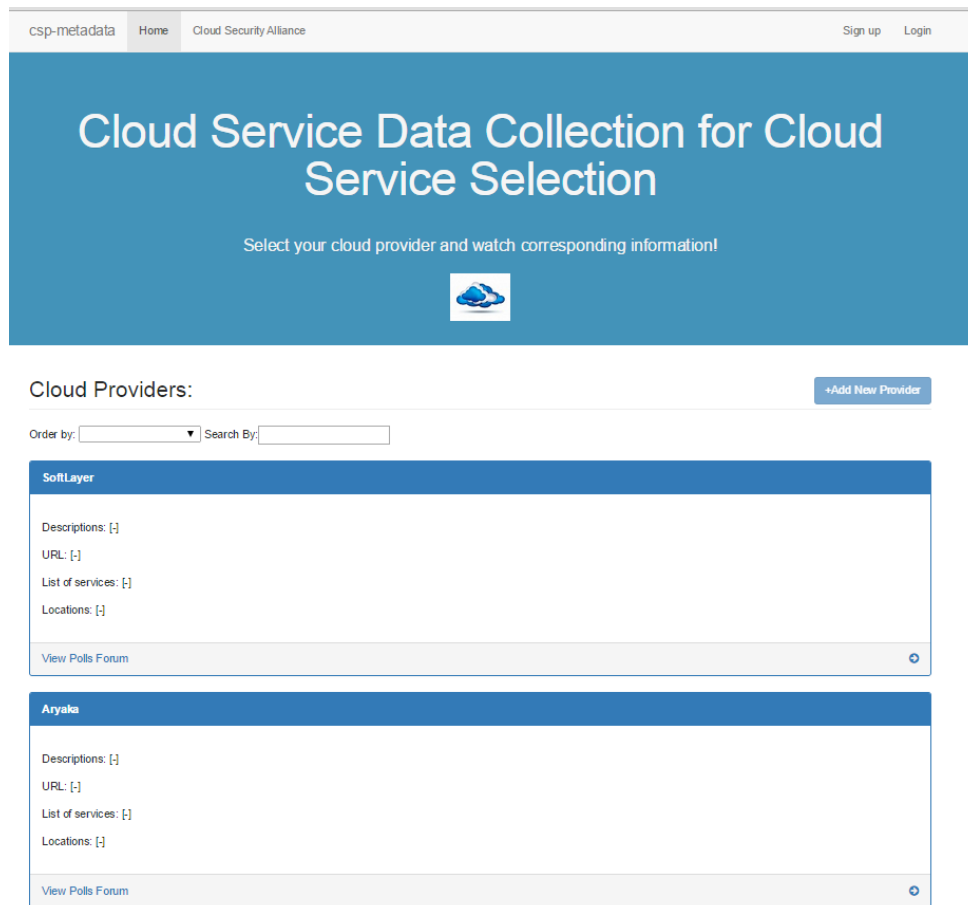 csp-metadata Home Cloud Security Alliance Sign up Login
Cloud Service Data Collection for Cloud
Service Selection
Select your cloud provider and watch corresponding information!
Cloud Providers:
+Add New Provider
Order by: Search By:
SoftLayer
Descriptions: [-]
URL: [-]
List of services: [-]
Locations: [-]
View Polls Forum
Aryaka
Descriptions: [-]
URL: [-]
List of services: [-]
Locations: [-]
View Polls Forum